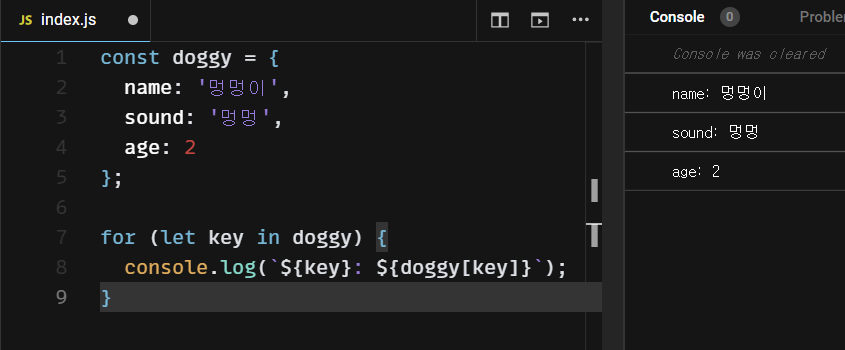 JS index.js
1 const doggy = {
2 name: '멍멍이',
3 sound: '멍멍',
4 age: 2
5 };
6
7 for (let key in doggy) {
8 console.log(`${key}: ${doggy[key]}`);
9 }
Console 0 Proble
Console was cleared
name: 멍멍이
sound: 멍멍
age: 2